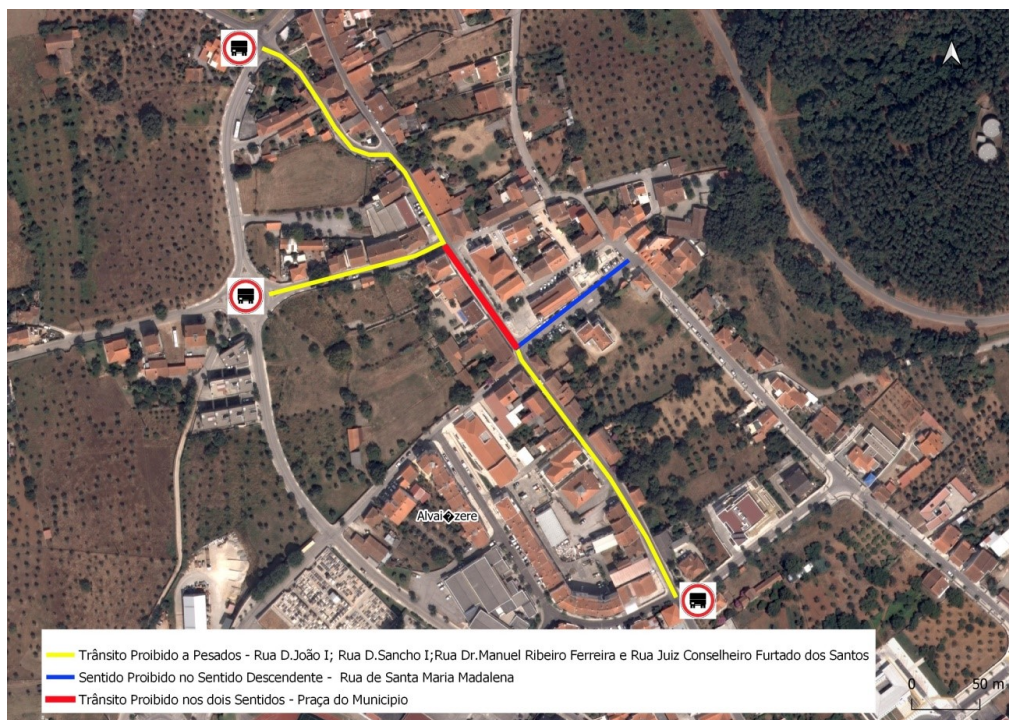 Alvai�zere
Trânsito Proibido a Pesados - Rua D.João I; Rua D.Sancho I;Rua Dr.Manuel Ribeiro Ferreira e Rua Juiz Conselheiro Furtado dos Santos
Sentido Proibido no Sentido Descendente - Rua de Santa Maria Madalena
Trânsito Proibido nos dois Sentidos - Praça do Municipio
0 50 m